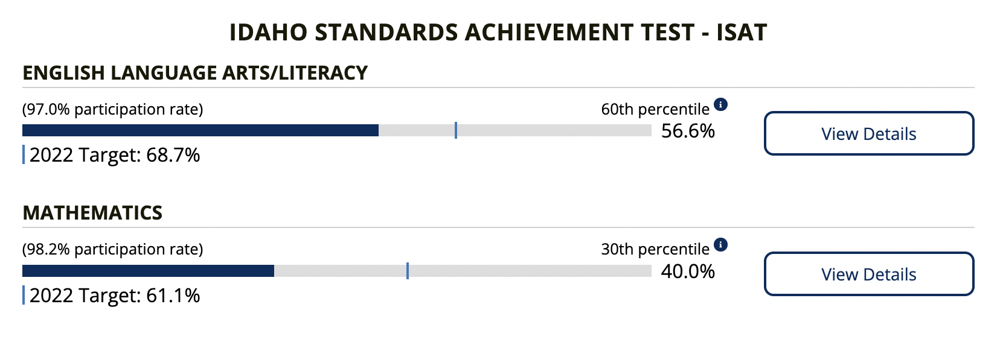 IDAHO STANDARDS ACHIEVEMENT TEST - ISAT
ENGLISH LANGUAGE ARTS/LITERACY
(97.0% participation rate)
60th percentile i
56.6%
View Details
2022 Target: 68.7%
MATHEMATICS
(98.2% participation rate)
30th percentile i
40.0%
View Details
2022 Target: 61.1%